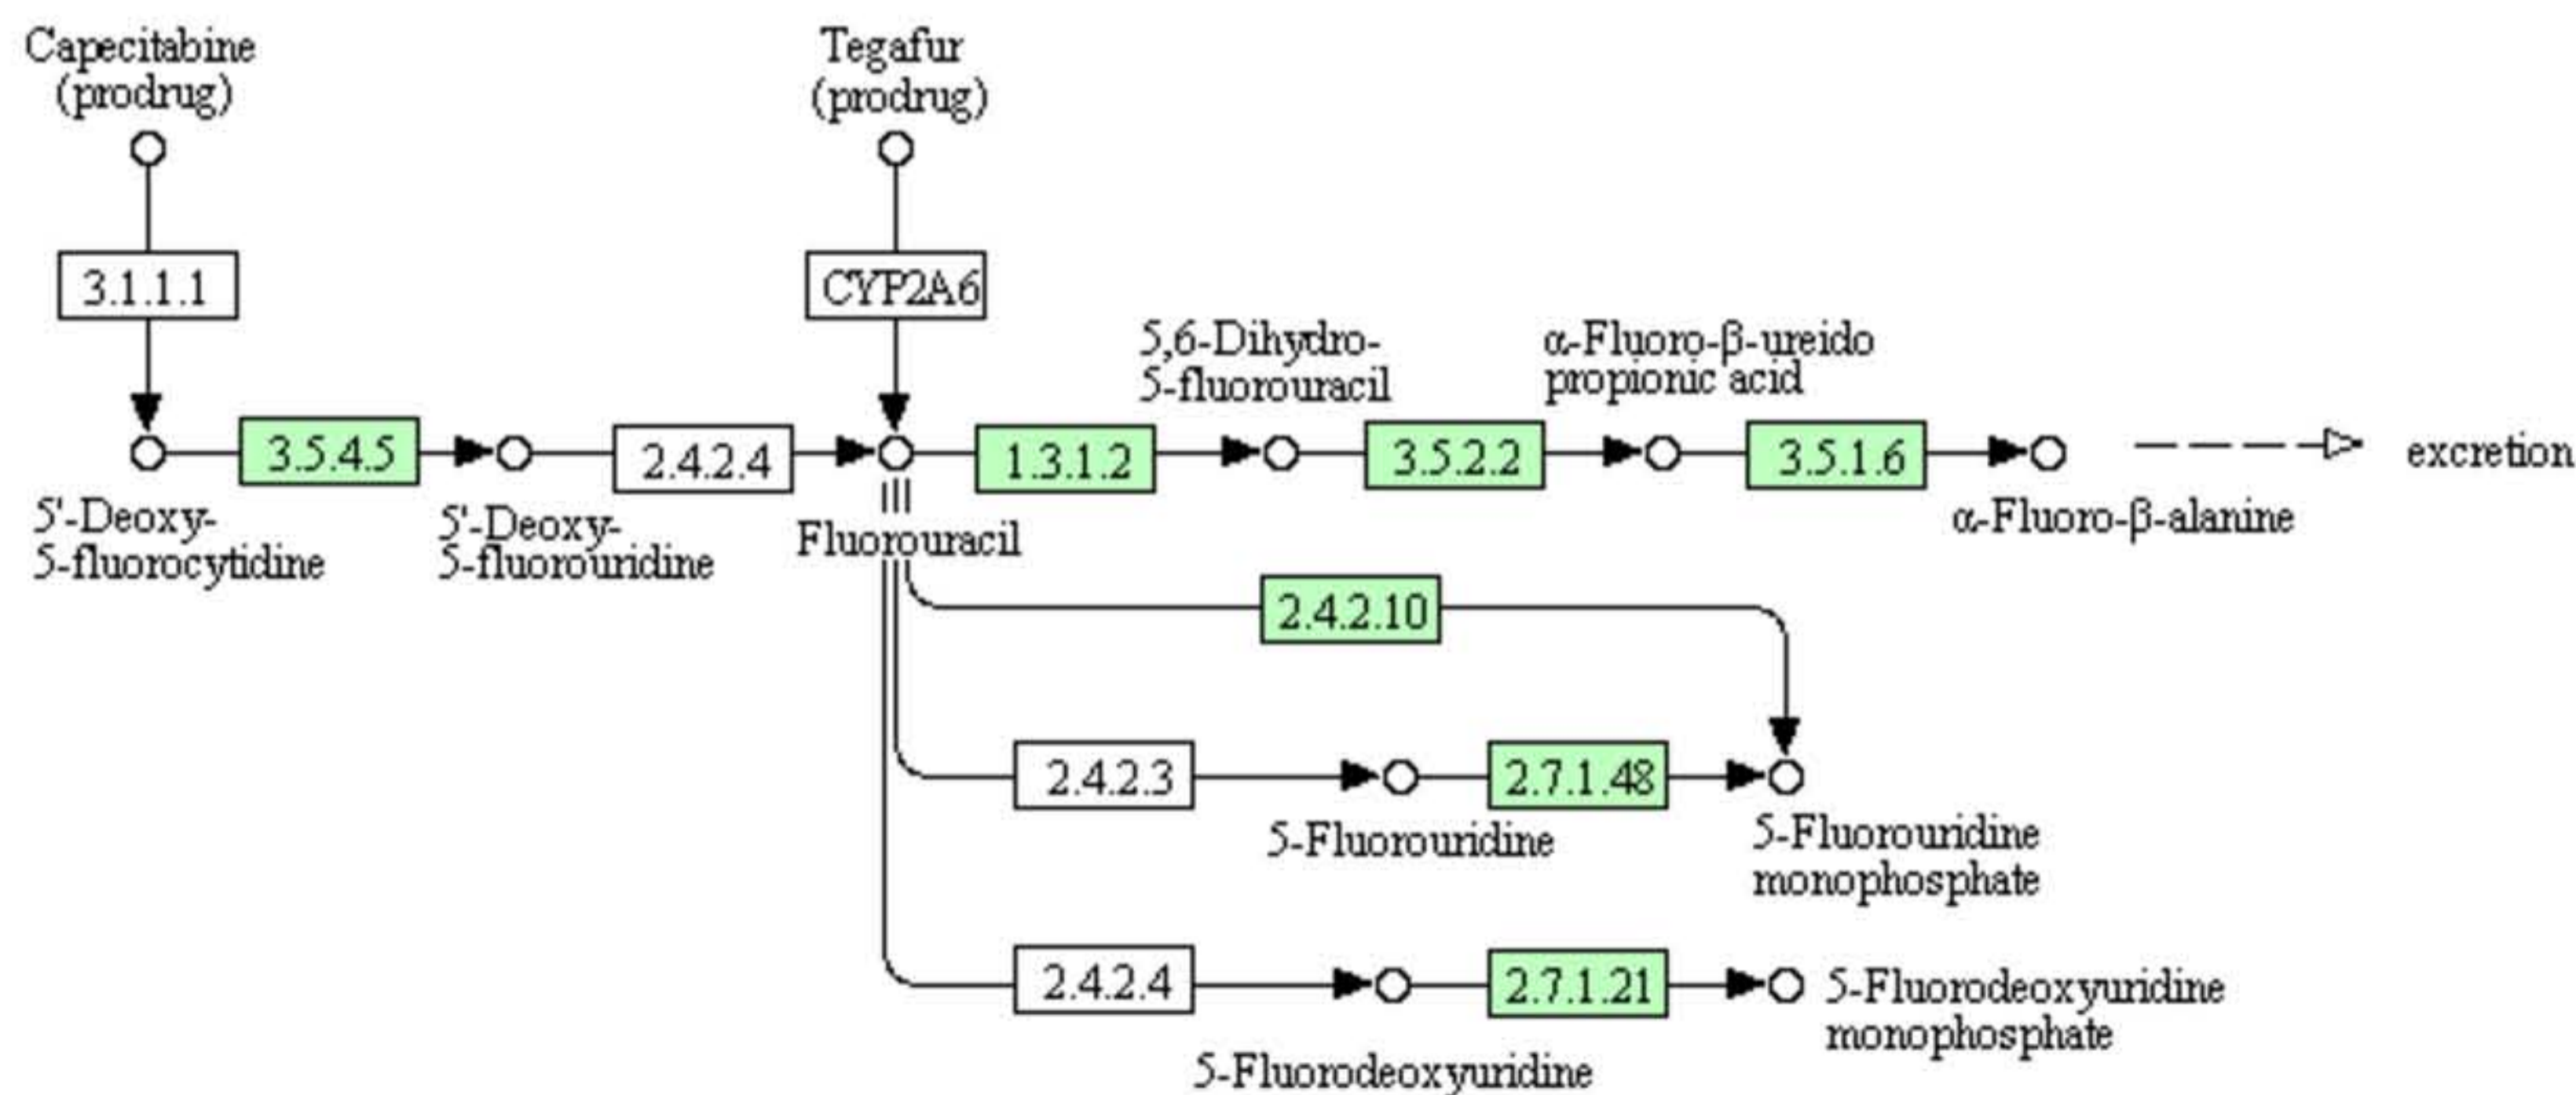 Capecitabine
(prodrug)
Tegafur
(prodrug)
3.1.1.1
CYP2A6
5,6-Dihydro-
5-fluorouracil
α-Fluoro-β-ureido
propionic acid
3.5.4.5
2.4.2.4
1.3.1.2
3.5.2.2
3.5.1.6
excretion
5'-Deoxy-
5-fluorocytidine
5'-Deoxy-
5-fluorouridine
Fluorouracil
α-Fluoro-β-alanine
2.4.2.10
2.4.2.3
2.7.1.48
5-Fluorouridine
5-Fluorouridine
monophosphate
2.4.2.4
2.7.1.21
5-Fluorodeoxyuridine
monophosphate
5-Fluorodeoxyuridine